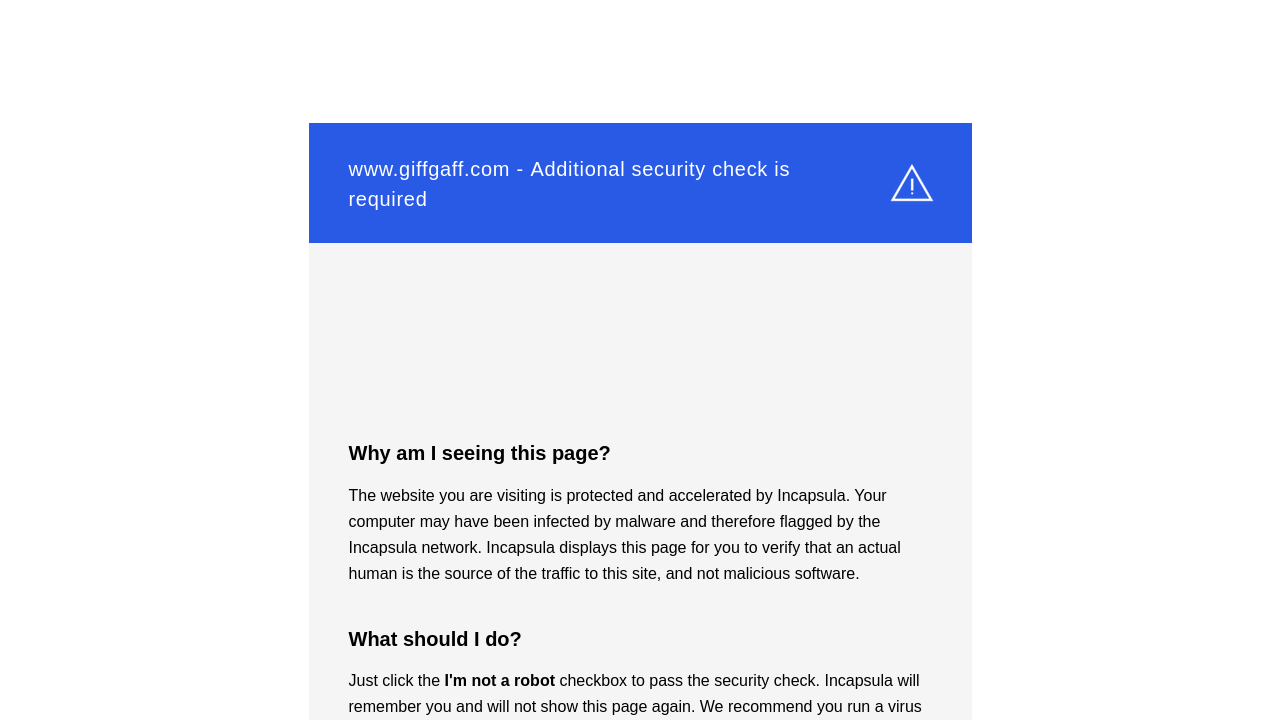 www.giffgaff.com - Additional security check is
required
Why am I seeing this page?
The website you are visiting is protected and accelerated by Incapsula. Your
computer may have been infected by malware and therefore flagged by the
Incapsula network. Incapsula displays this page for you to verify that an actual
human is the source of the traffic to this site, and not malicious software.
What should I do?
Just click the I'm not a robot checkbox to pass the security check. Incapsula will
remember you and will not show this page again. We recommend you run a virus